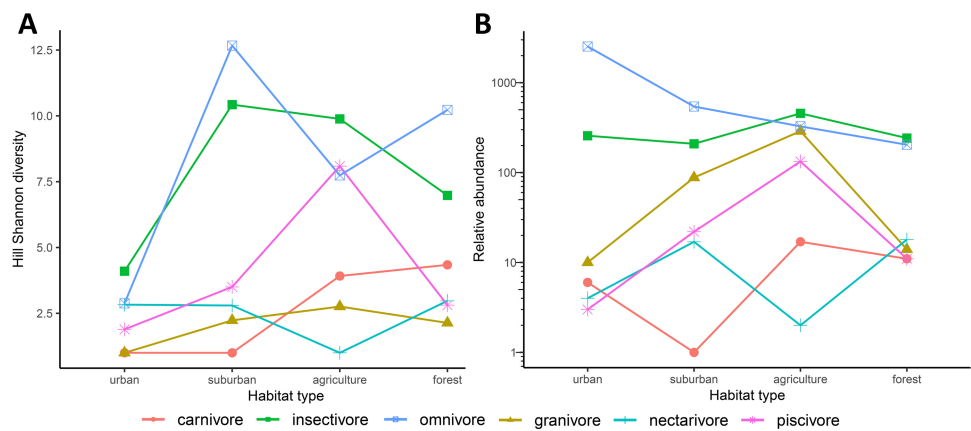 A
B
Hill Shannon diversity
12.5
10.0
7.5
5.0
2.5
urban suburban agriculture forest
Habitat type
Relative abundance
1000
100
10
1
urban suburban agriculture forest
Habitat type
carnivore insectivore omnivore granivore nectarivore piscivore